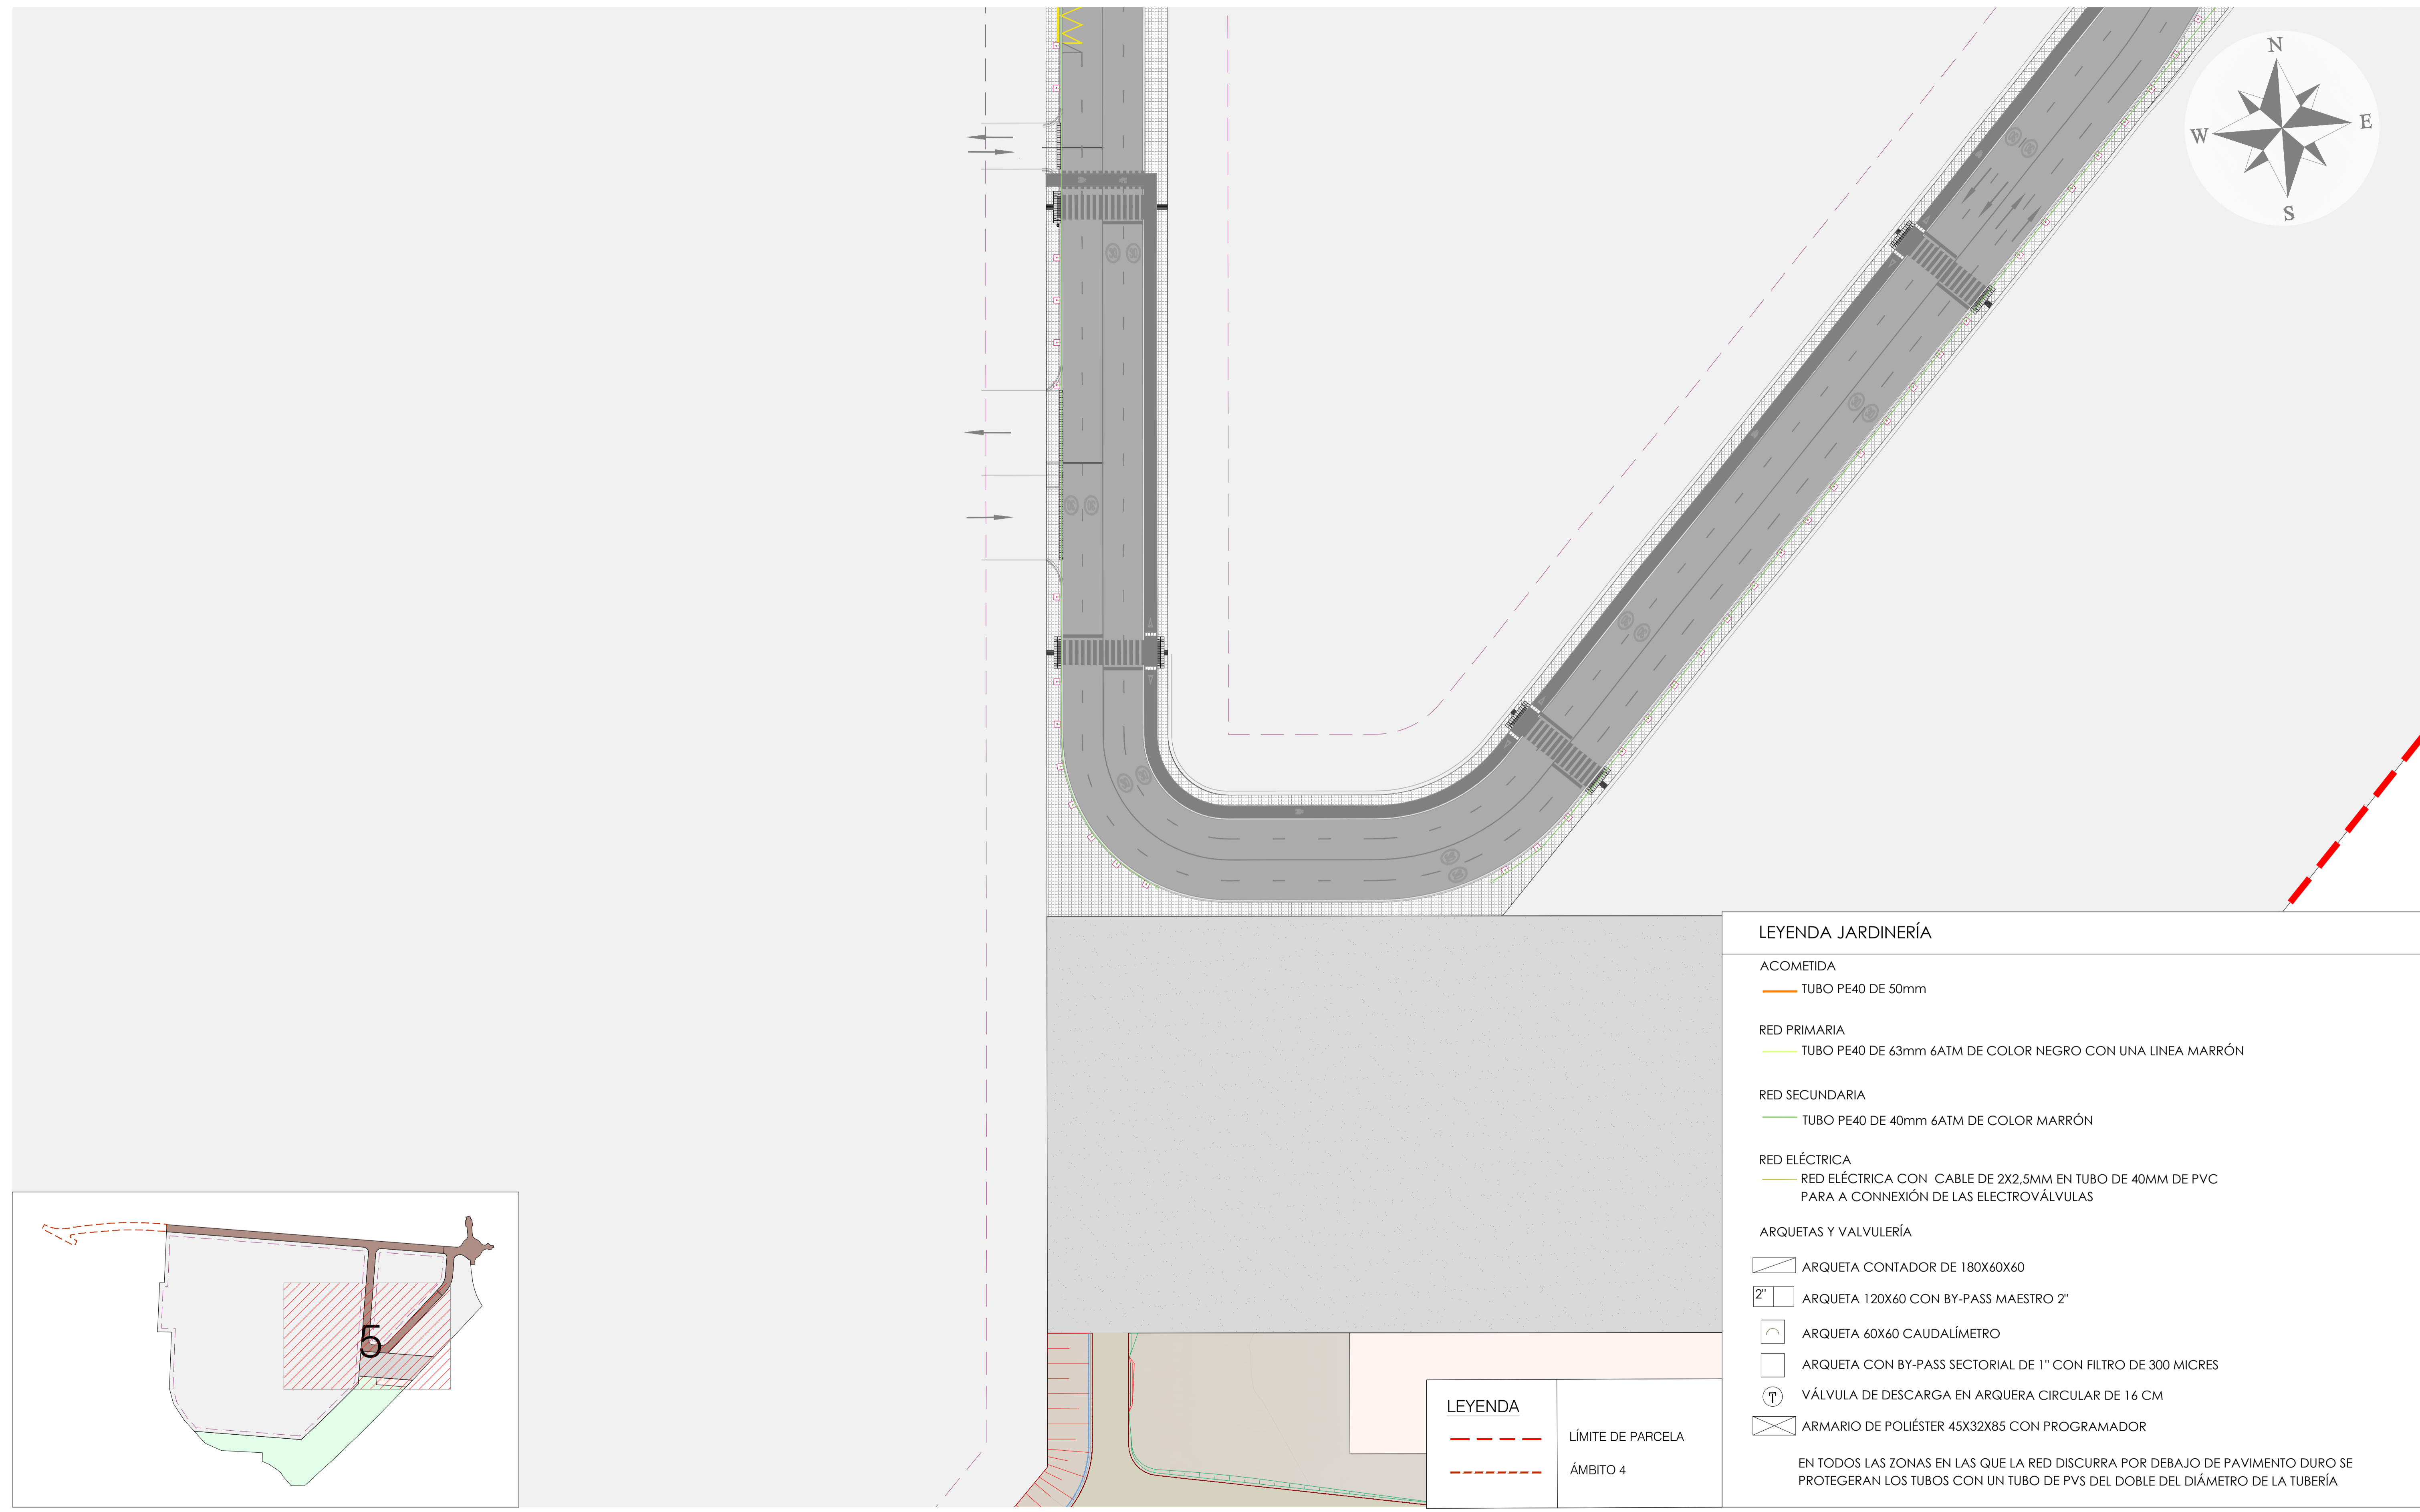 N
W
E
S
LEYENDA JARDINERÍA
ACOMETIDA
TUBO PE40 DE 50mm
RED PRIMARIA
TUBO PE40 DE 63mm 6ATM DE COLOR NEGRO CON UNA LINEA MARRÓN
RED SECUNDARIA
TUBO PE40 DE 40mm 6ATM DE COLOR MARRÓN
RED ELÉCTRICA
RED ELÉCTRICA CON CABLE DE 2X2,5MM EN TUBO DE 40MM DE PVC
PARA A CONNEXIÓN DE LAS ELECTROVÁLVULAS
ARQUETAS Y VALVULERÍA
ARQUETA CONTADOR DE 180X60X60
2" ARQUETA 120X60 CON BY-PASS MAESTRO 2"
ARQUETA 60X60 CAUDALÍMETRO
ARQUETA CON BY-PASS SECTORIAL DE 1" CON FILTRO DE 300 MICRES
T VÁLVULA DE DESCARGA EN ARQUERA CIRCULAR DE 16 CM
ARMARIO DE POLIÉSTER 45X32X85 CON PROGRAMADOR
EN TODOS LAS ZONAS EN LAS QUE LA RED DISCURRA POR DEBAJO DE PAVIMENTO DURO SE
PROTEGERAN LOS TUBOS CON UN TUBO DE PVS DEL DOBLE DEL DIÁMETRO DE LA TUBERÍA
LEYENDA
LÍMITE DE PARCELA
ÁMBITO 4
5